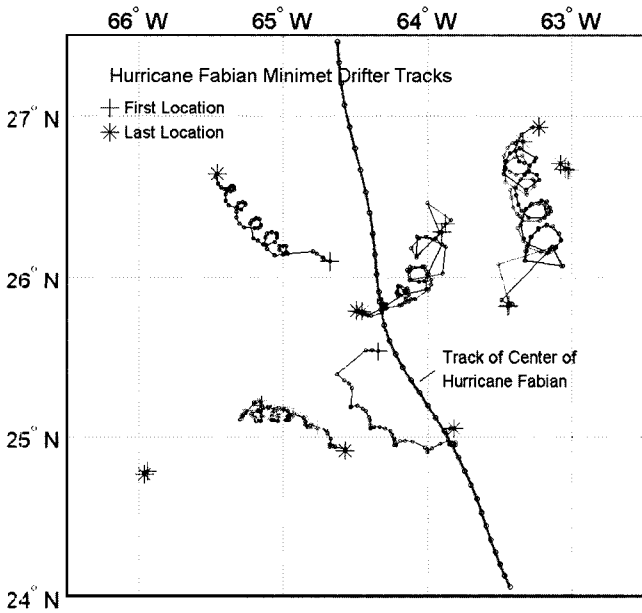 66° W 65° W 64° W 63° W
Hurricane Fabian Minimet Drifter Tracks
First Location
Last Location
27° N
26° N
Track of Center of
Hurricane Fabian
25° N
24° N